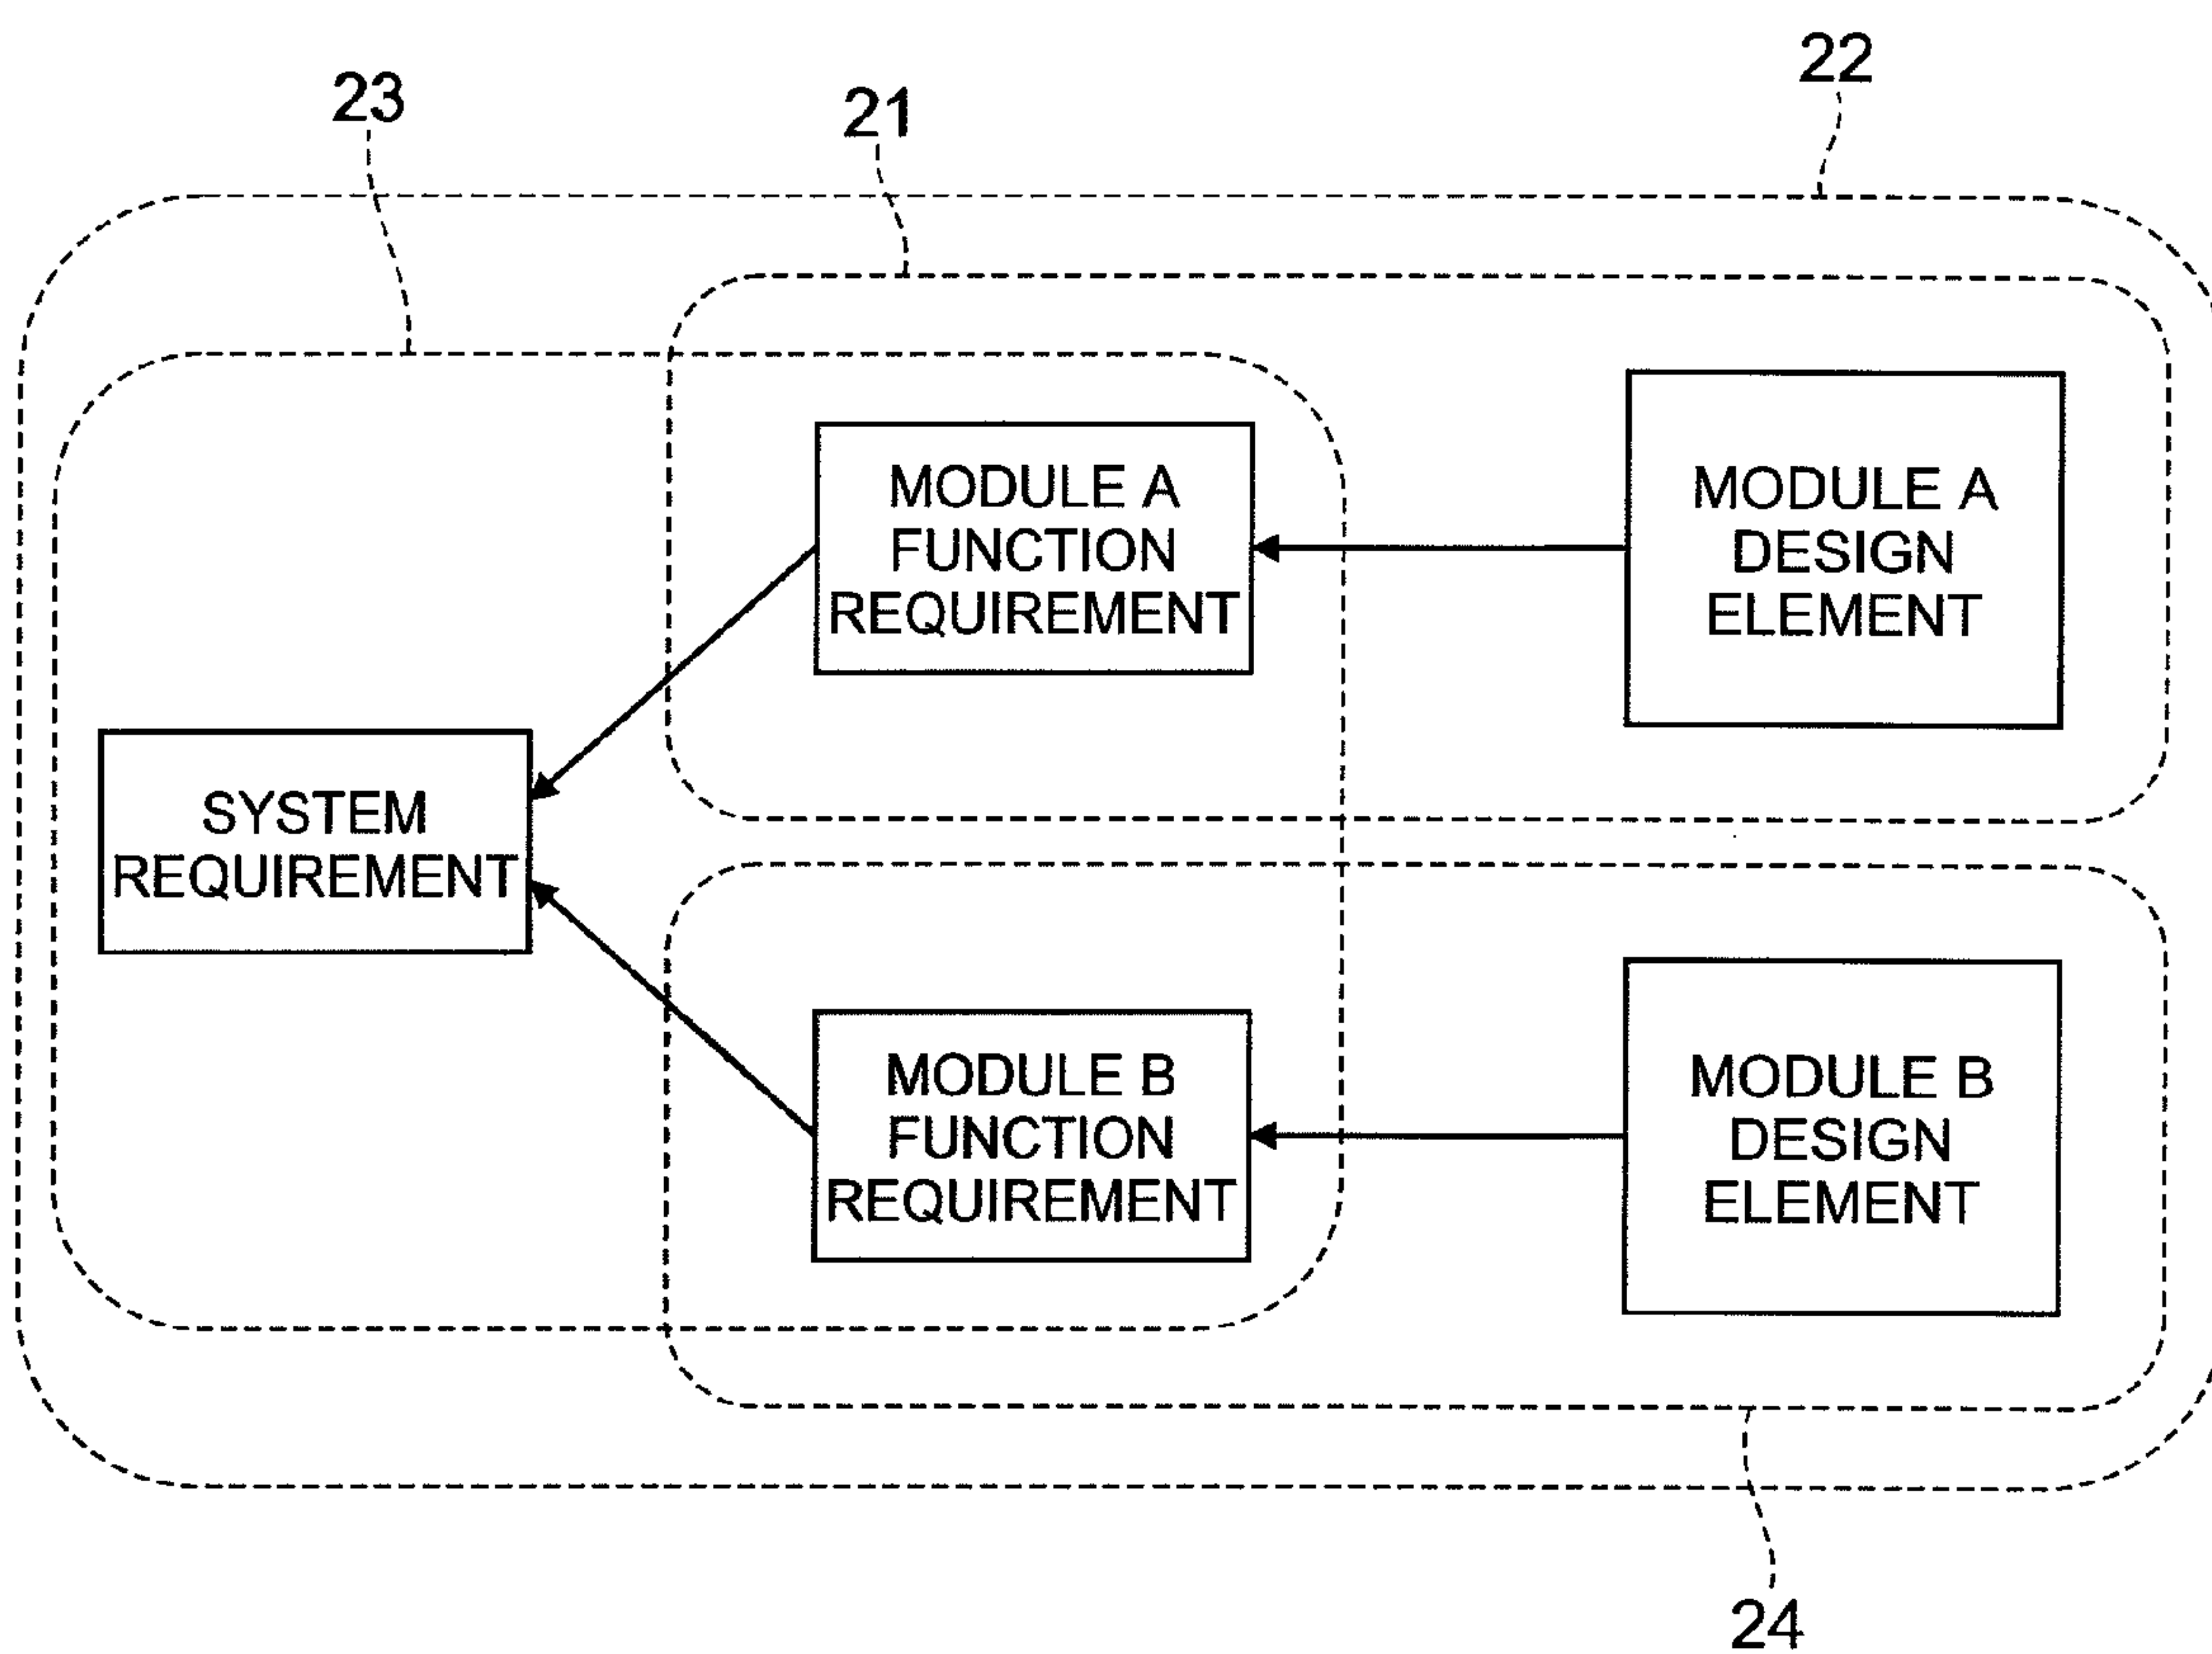 22
23
21
MODULE A
FUNCTION
REQUIREMENT
MODULE A
DESIGN
ELEMENT
SYSTEM
REQUIREMENT
MODULE B
FUNCTION
REQUIREMENT
MODULE B
DESIGN
ELEMENT
24